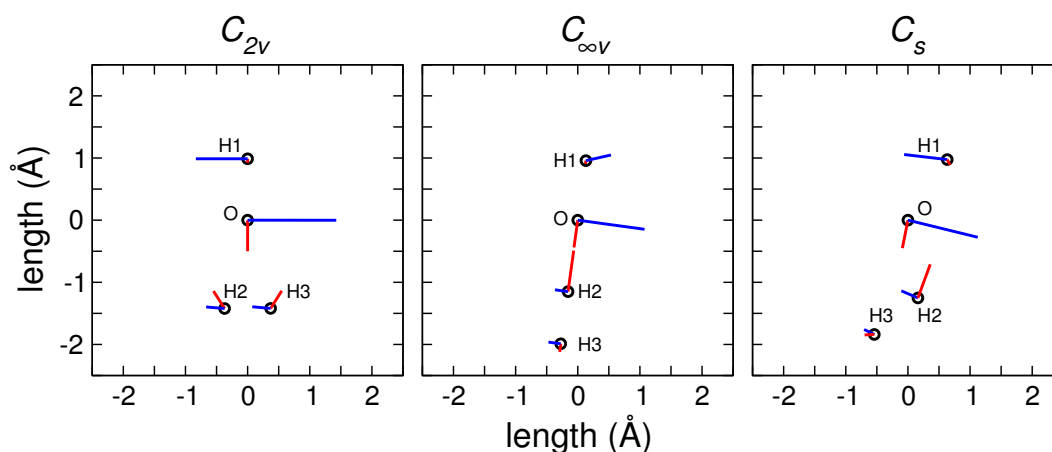 C2v C∞v Cs
length (Å)
2 1 0 -1 -2
H1 O H2 H3
H1 O H2 H3
H1 O H3 H2
-2 -1 0 1 2 -2 -1 0 1 2 -2 -1 0 1 2
length (Å)